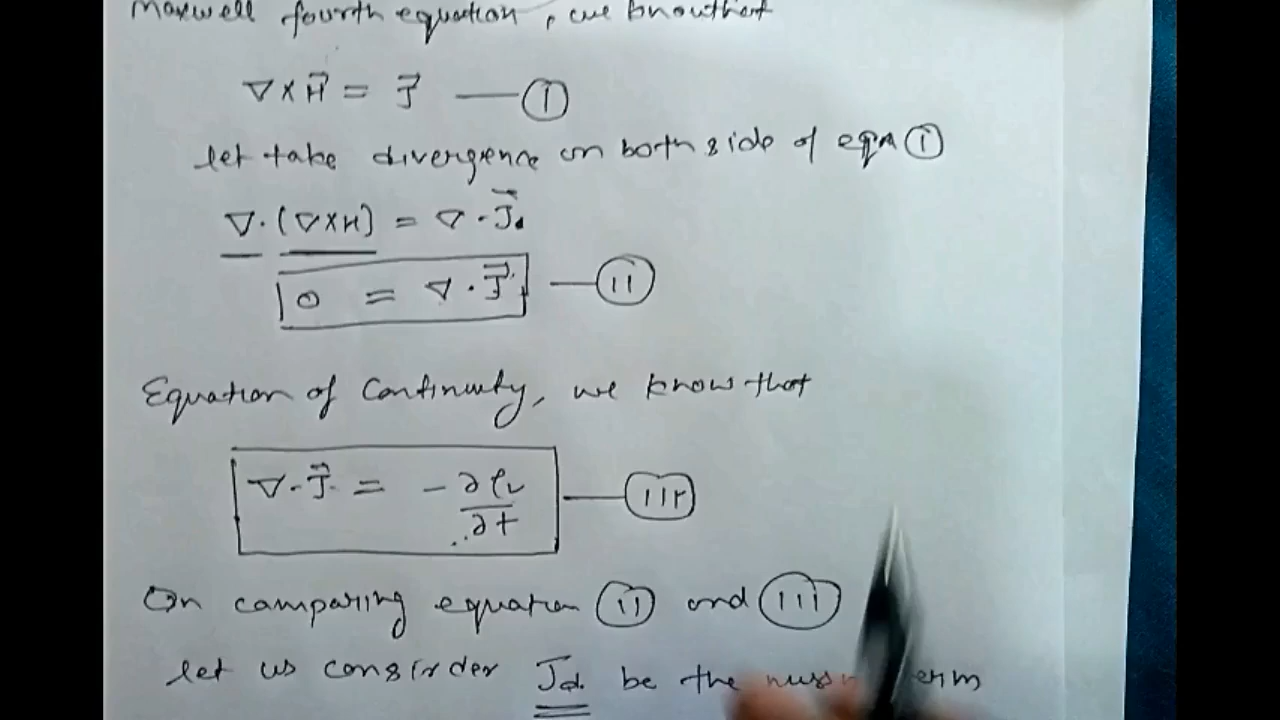 Maxwell fourth equation, we know that
∇×H⃗ = J⃗ — (I)
let take divergence on both side of eqn (I)
∇·(∇×H) = ∇·J⃗
0 = ∇·J⃗ — (II)
Equation of Continuity, we know that
∇·J⃗ = -∂ρv/∂t — (III)
On comparing equation (II) and (III)
let us consirder Jd be the